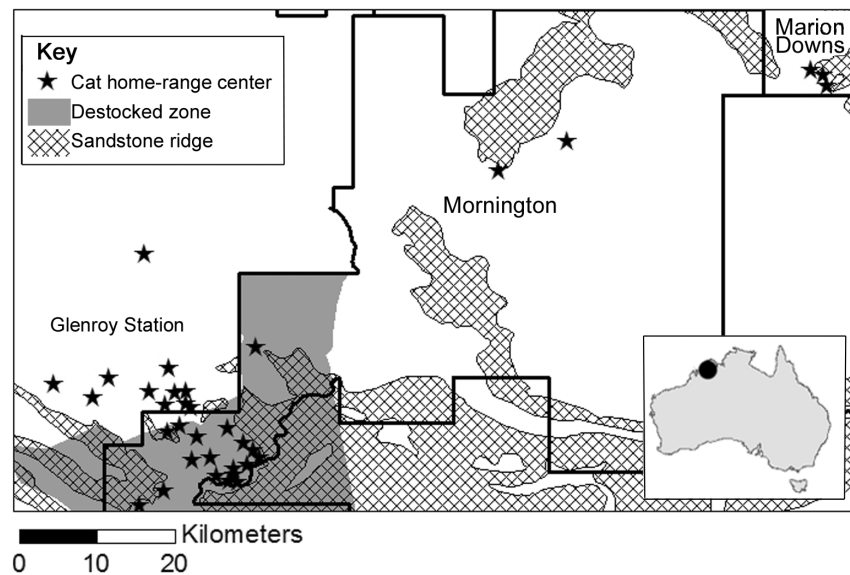 Key
Cat home-range center
Destocked zone
Sandstone ridge
Marion
Downs
Mornington
Glenroy Station
Kilometers
0 10 20